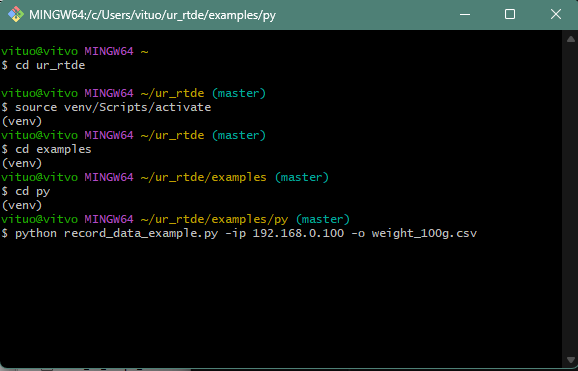 MINGW64:/c/Users/vituo/ur_rtde/examples/py
vituo@vitvo MINGW64 ~
$ cd ur_rtde
vituo@vitvo MINGW64 ~/ur_rtde (master)
$ source venv/Scripts/activate
(venv)
vituo@vitvo MINGW64 ~/ur_rtde (master)
$ cd examples
(venv)
vituo@vitvo MINGW64 ~/ur_rtde/examples (master)
$ cd py
(venv)
vituo@vitvo MINGW64 ~/ur_rtde/examples/py (master)
$ python record_data_example.py -ip 192.168.0.100 -o weight_100g.csv